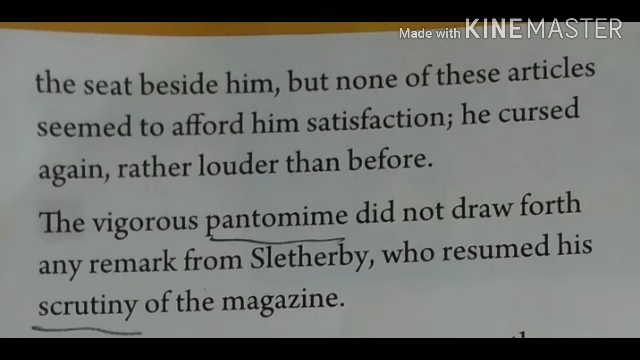 Made with KINEMASTER
the seat beside him, but none of these articles
seemed to afford him satisfaction; he cursed
again, rather louder than before.
The vigorous pantomime did not draw forth
any remark from Sletherby, who resumed his
scrutiny of the magazine.